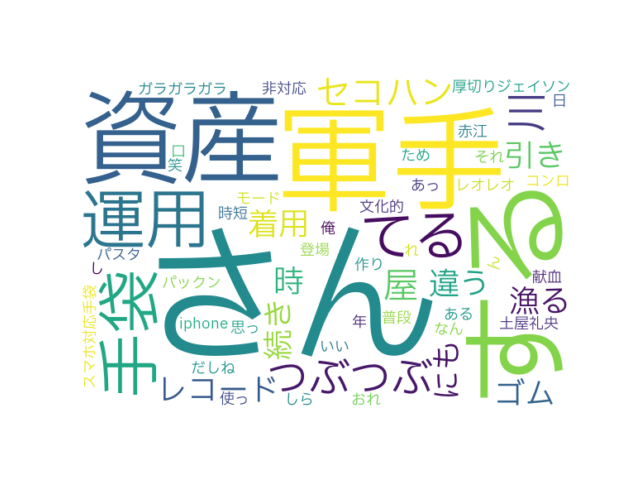 ガラガラガラ
非対応
セコハン
厚切りジェイソン
日
三
資産
軍手
赤江
口
笑
ため
それ
引き
あっ
レオレオ
コンロ
モード
文化的
運用
時短
着用
俺
てる
する
さん
登場
れ
パスタ
し
手袋
スマホ対応手袋
パックン
時
作り
屋
違う
献血
漁る
iphone
思っ
続き
年
普段
ある
なん
土屋礼央
だしね
いい
つぶつぶ
にも
レコード
使っ
しら
おれ
ゴム